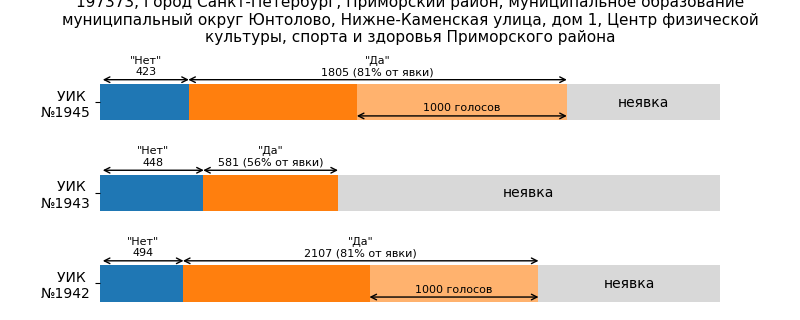 197373, Город Санкт-Петербург, Приморский район, муниципальное образование
муниципальный округ Юнтолово, Нижне-Каменская улица, дом 1, Центр физической
культуры, спорта и здоровья Приморского района
"Нет"
423
"Да"
1805 (81% от явки)
УИК
№1945
1000 голосов
неявка
"Нет"
448
"Да"
581 (56% от явки)
УИК
№1943
неявка
"Нет"
494
"Да"
2107 (81% от явки)
УИК
№1942
1000 голосов
неявка